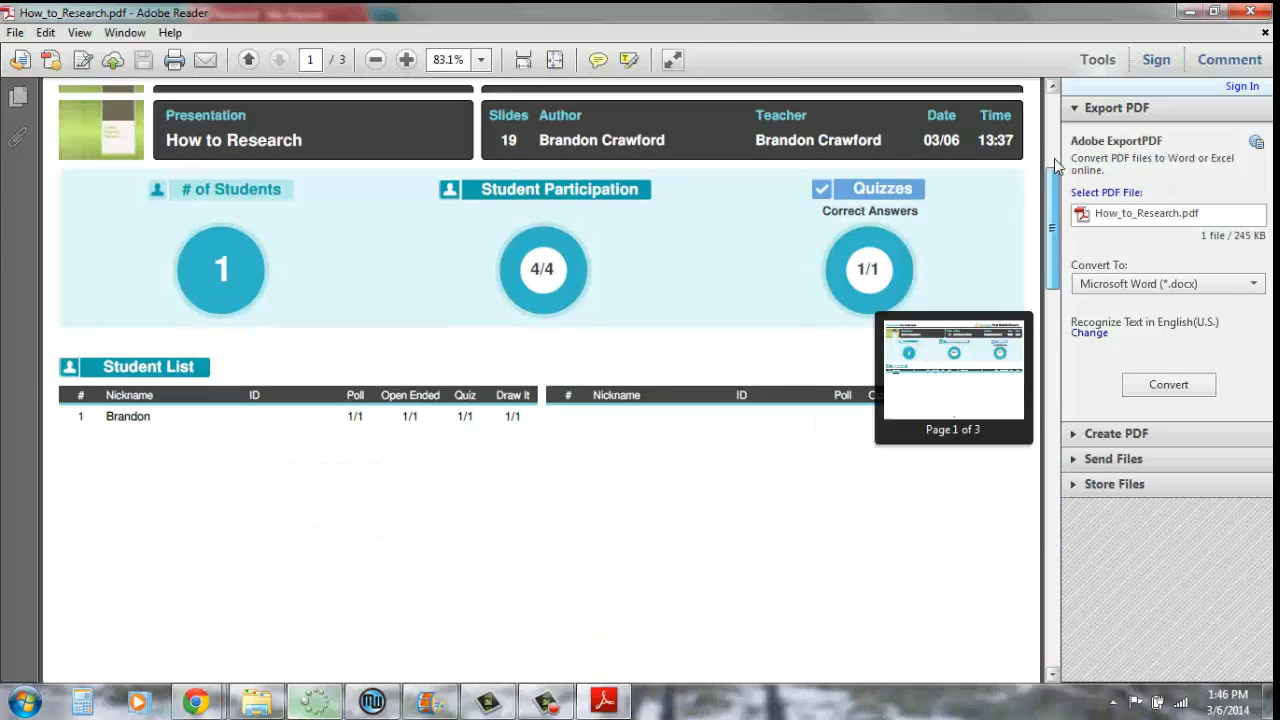 How_to_Research.pdf - Adobe Reader
File Edit View Window Help
1 / 3 83.1% Tools Sign Comment
Sign In
Export PDF
Adobe ExportPDF
Convert PDF files to Word or Excel
online.
Select PDF File:
How_to_Research.pdf
1 file / 245 KB
Convert To:
Microsoft Word (*.docx)
Recognize Text in English(U.S.)
Change
Convert
Create PDF
Send Files
Store Files
Presentation Slides Author Teacher Date Time
How to Research 19 Brandon Crawford Brandon Crawford 03/06 13:37
# of Students Student Participation Quizzes
Correct Answers
1 4/4 1/1
Student List
# Nickname ID Poll Open Ended Quiz Draw It # Nickname ID Poll
1 Brandon 1/1 1/1 1/1 1/1
Page 1 of 3
1:46 PM
3/6/2014